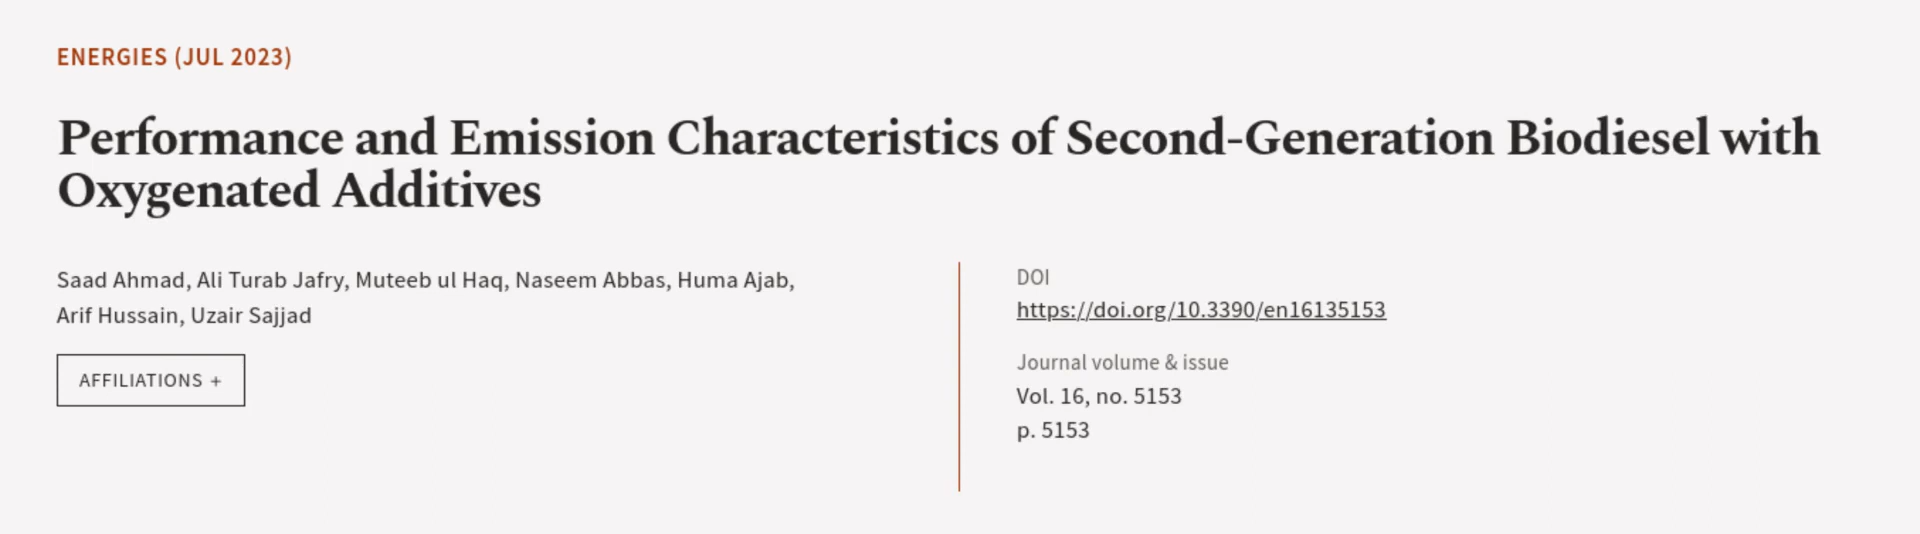 ENERGIES (JUL 2023)
Performance and Emission Characteristics of Second-Generation Biodiesel with
Oxygenated Additives
Saad Ahmad, Ali Turab Jafry, Muteeb ul Haq, Naseem Abbas, Huma Ajab,
Arif Hussain, Uzair Sajjad
AFFILIATIONS +
DOI
https://doi.org/10.3390/en16135153
Journal volume & issue
Vol. 16, no. 5153
p. 5153